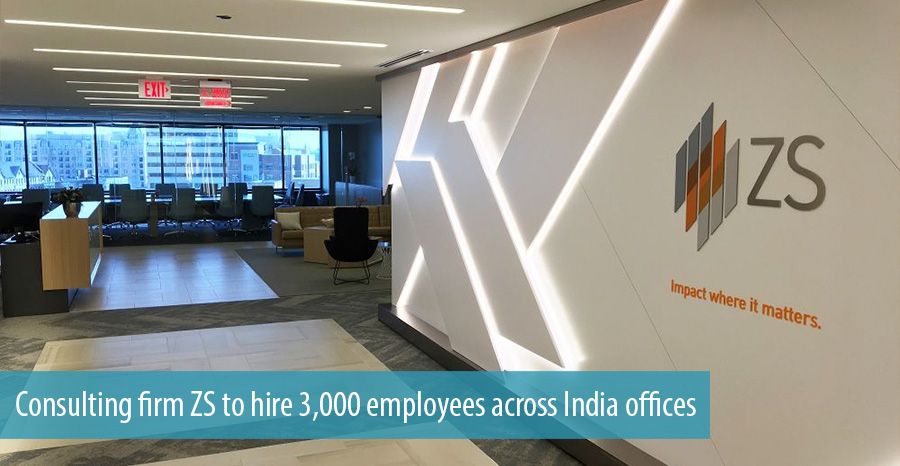 EXIT
ZS
Impact where it matters.
Consulting firm ZS to hire 3,000 employees across India offices